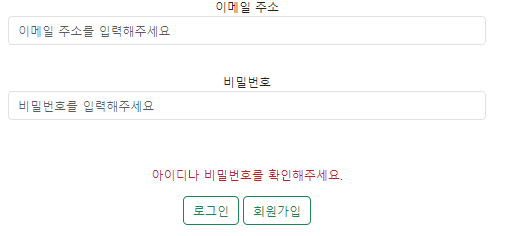 이메일 주소
이메일 주소를 입력해주세요
비밀번호
비밀번호를 입력해주세요
아이디나 비밀번호를 확인해주세요.
로그인 회원가입